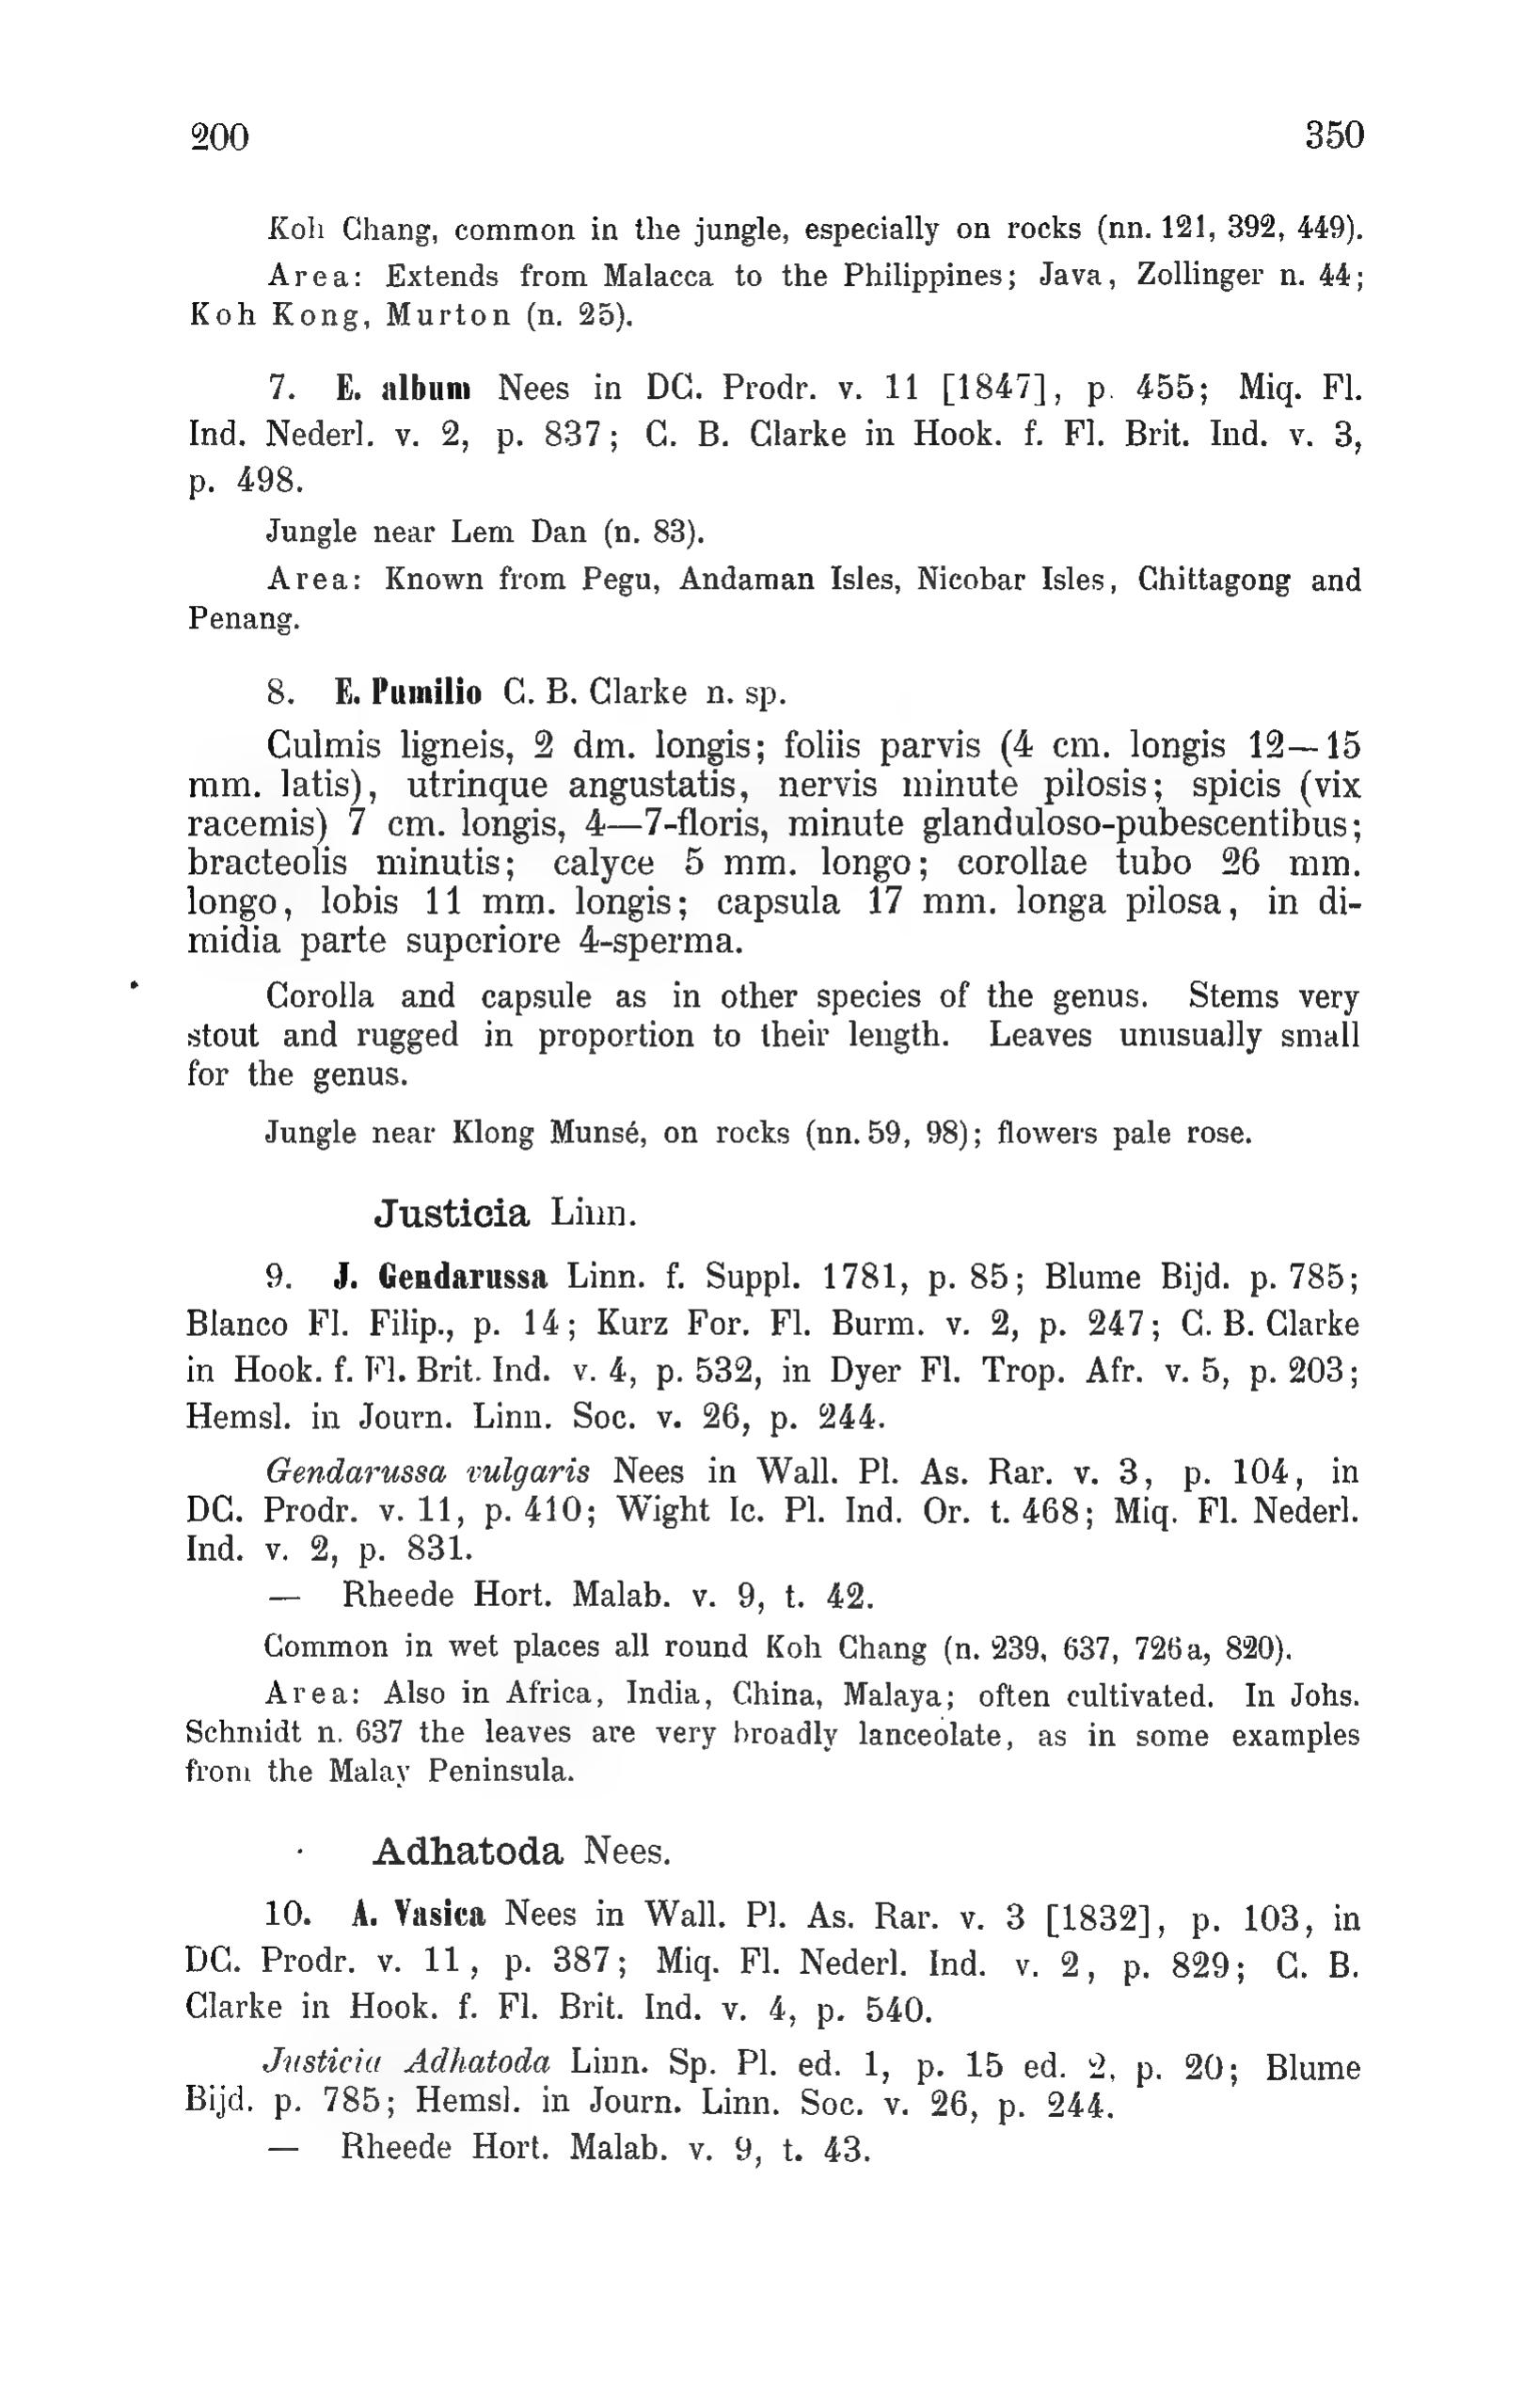 200 350
Koh Chang, common in the jungle, especially on rocks (nn. 121, 392, 449).
Area: Extends from Malacca to the Philippines; Java, Zollinger n. 44;
Koh Kong, Murton (n. 25).
7. E. album Nees in DC. Prodr. v. 11 [1847], p. 455; Miq. Fl.
Ind. Nederl. v. 2, p. 837; C. B. Clarke in Hook. f. Fl. Brit. Ind. v. 3,
p. 498.
Jungle near Lem Dan (n. 83).
Area: Known from Pegu, Andaman Isles, Nicobar Isles, Chittagong and
Penang.
8. E. Pumilio C. B. Clarke n. sp.
Culmis ligneis, 2 dm. longis; foliis parvis (4 cm. longis 12—15
mm. latis), utrinque angustatis, nervis minute pilosis; spicis (vix
racemis) 7 cm. longis, 4—7-floris, minute glanduloso-pubescentibus;
bracteolis minutis; calyce 5 mm. longo; corollae tubo 26 mm.
longo, lobis 11 mm. longis; capsula 17 mm. longa pilosa, in di-
midia parte superiore 4-sperma.
Corolla and capsule as in other species of the genus. Stems very
stout and rugged in proportion to their length. Leaves unusually small
for the genus.
Jungle near Klong Munsé, on rocks (nn. 59, 98); flowers pale rose.
Justicia Linn.
9. J. Gendarussa Linn. f. Suppl. 1781, p. 85; Blume Bijd. p. 785;
Blanco Fl. Filip., p. 14; Kurz For. Fl. Burm. v. 2, p. 247; C. B. Clarke
in Hook. f. Fl. Brit. Ind. v. 4, p. 532, in Dyer Fl. Trop. Afr. v. 5, p. 203;
Hemsl. in Journ. Linn. Soc. v. 26, p. 244.
Gendarussa vulgaris Nees in Wall. Pl. As. Rar. v. 3, p. 104, in
DC. Prodr. v. 11, p. 410; Wight Ic. Pl. Ind. Or. t. 468; Miq. Fl. Nederl.
Ind. v. 2, p. 831.
— Rheede Hort. Malab. v. 9, t. 42.
Common in wet places all round Koh Chang (n. 239, 637, 726a, 820).
Area: Also in Africa, India, China, Malaya; often cultivated. In Johs.
Schmidt n. 637 the leaves are very broadly lanceolate, as in some examples
from the Malay Peninsula.
Adhatoda Nees.
10. A. Vasica Nees in Wall. Pl. As. Rar. v. 3 [1832], p. 103, in
DC. Prodr. v. 11, p. 387; Miq. Fl. Nederl. Ind. v. 2, p. 829; C. B.
Clarke in Hook. f. Fl. Brit. Ind. v. 4, p. 540.
Justicia Adhatoda Linn. Sp. Pl. ed. 1, p. 15 ed. 2, p. 20; Blume
Bijd. p. 785; Hemsl. in Journ. Linn. Soc. v. 26, p. 244.
— Rheede Hort. Malab. v. 9, t. 43.